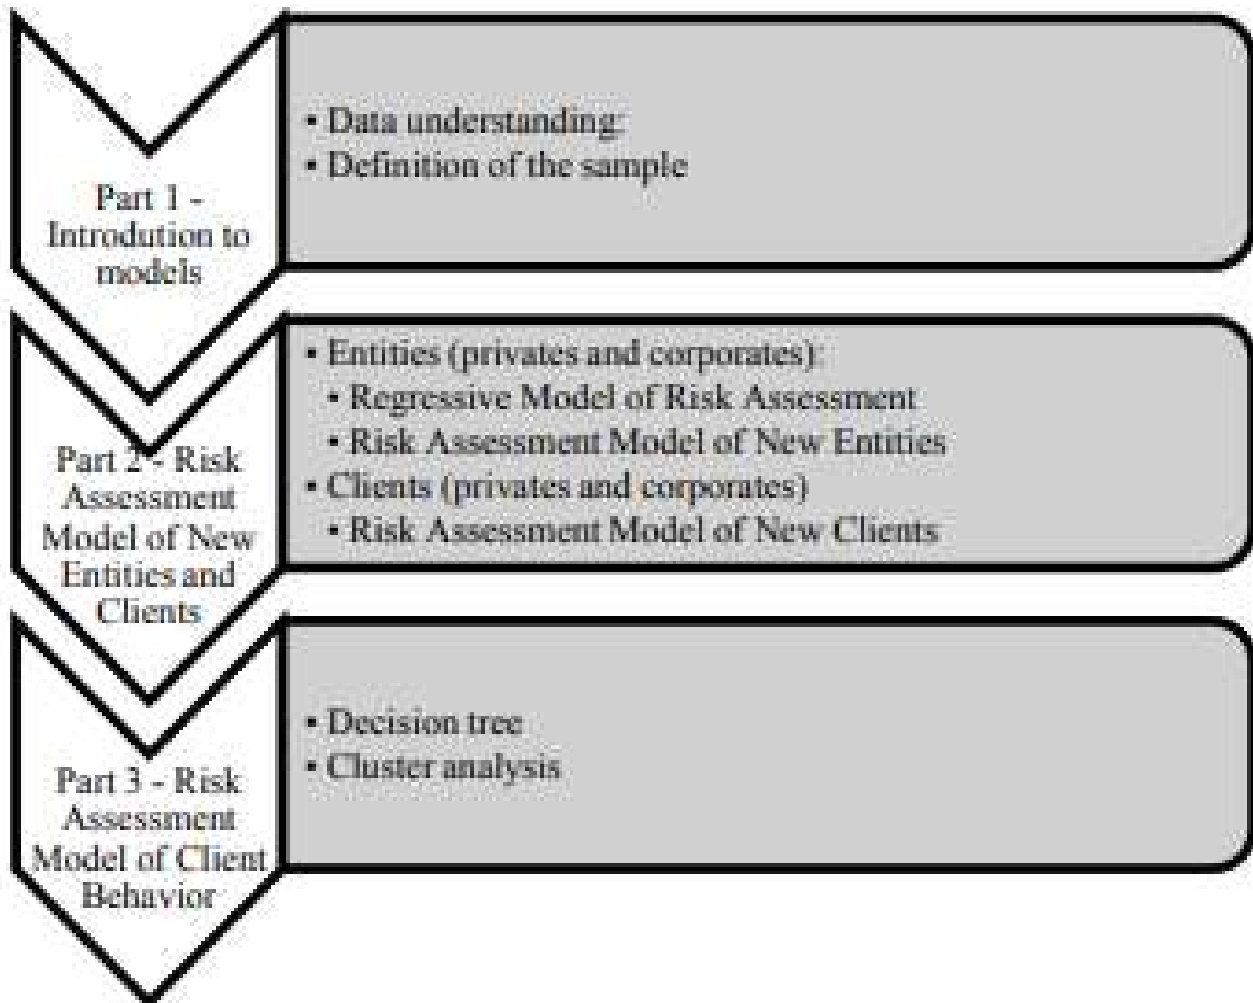 Part 1 -
Introdution to
models
• Data understanding:
• Definition of the sample
Part 2 - Risk
Assessment
Model of New
Entities and
Clients
• Entities (privates and corporates):
• Regressive Model of Risk Assessment
• Risk Assessment Model of New Entities
• Clients (privates and corporates)
• Risk Assessment Model of New Clients
Part 3 - Risk
Assessment
Model of Client
Behavior
• Decision tree
• Cluster analysis